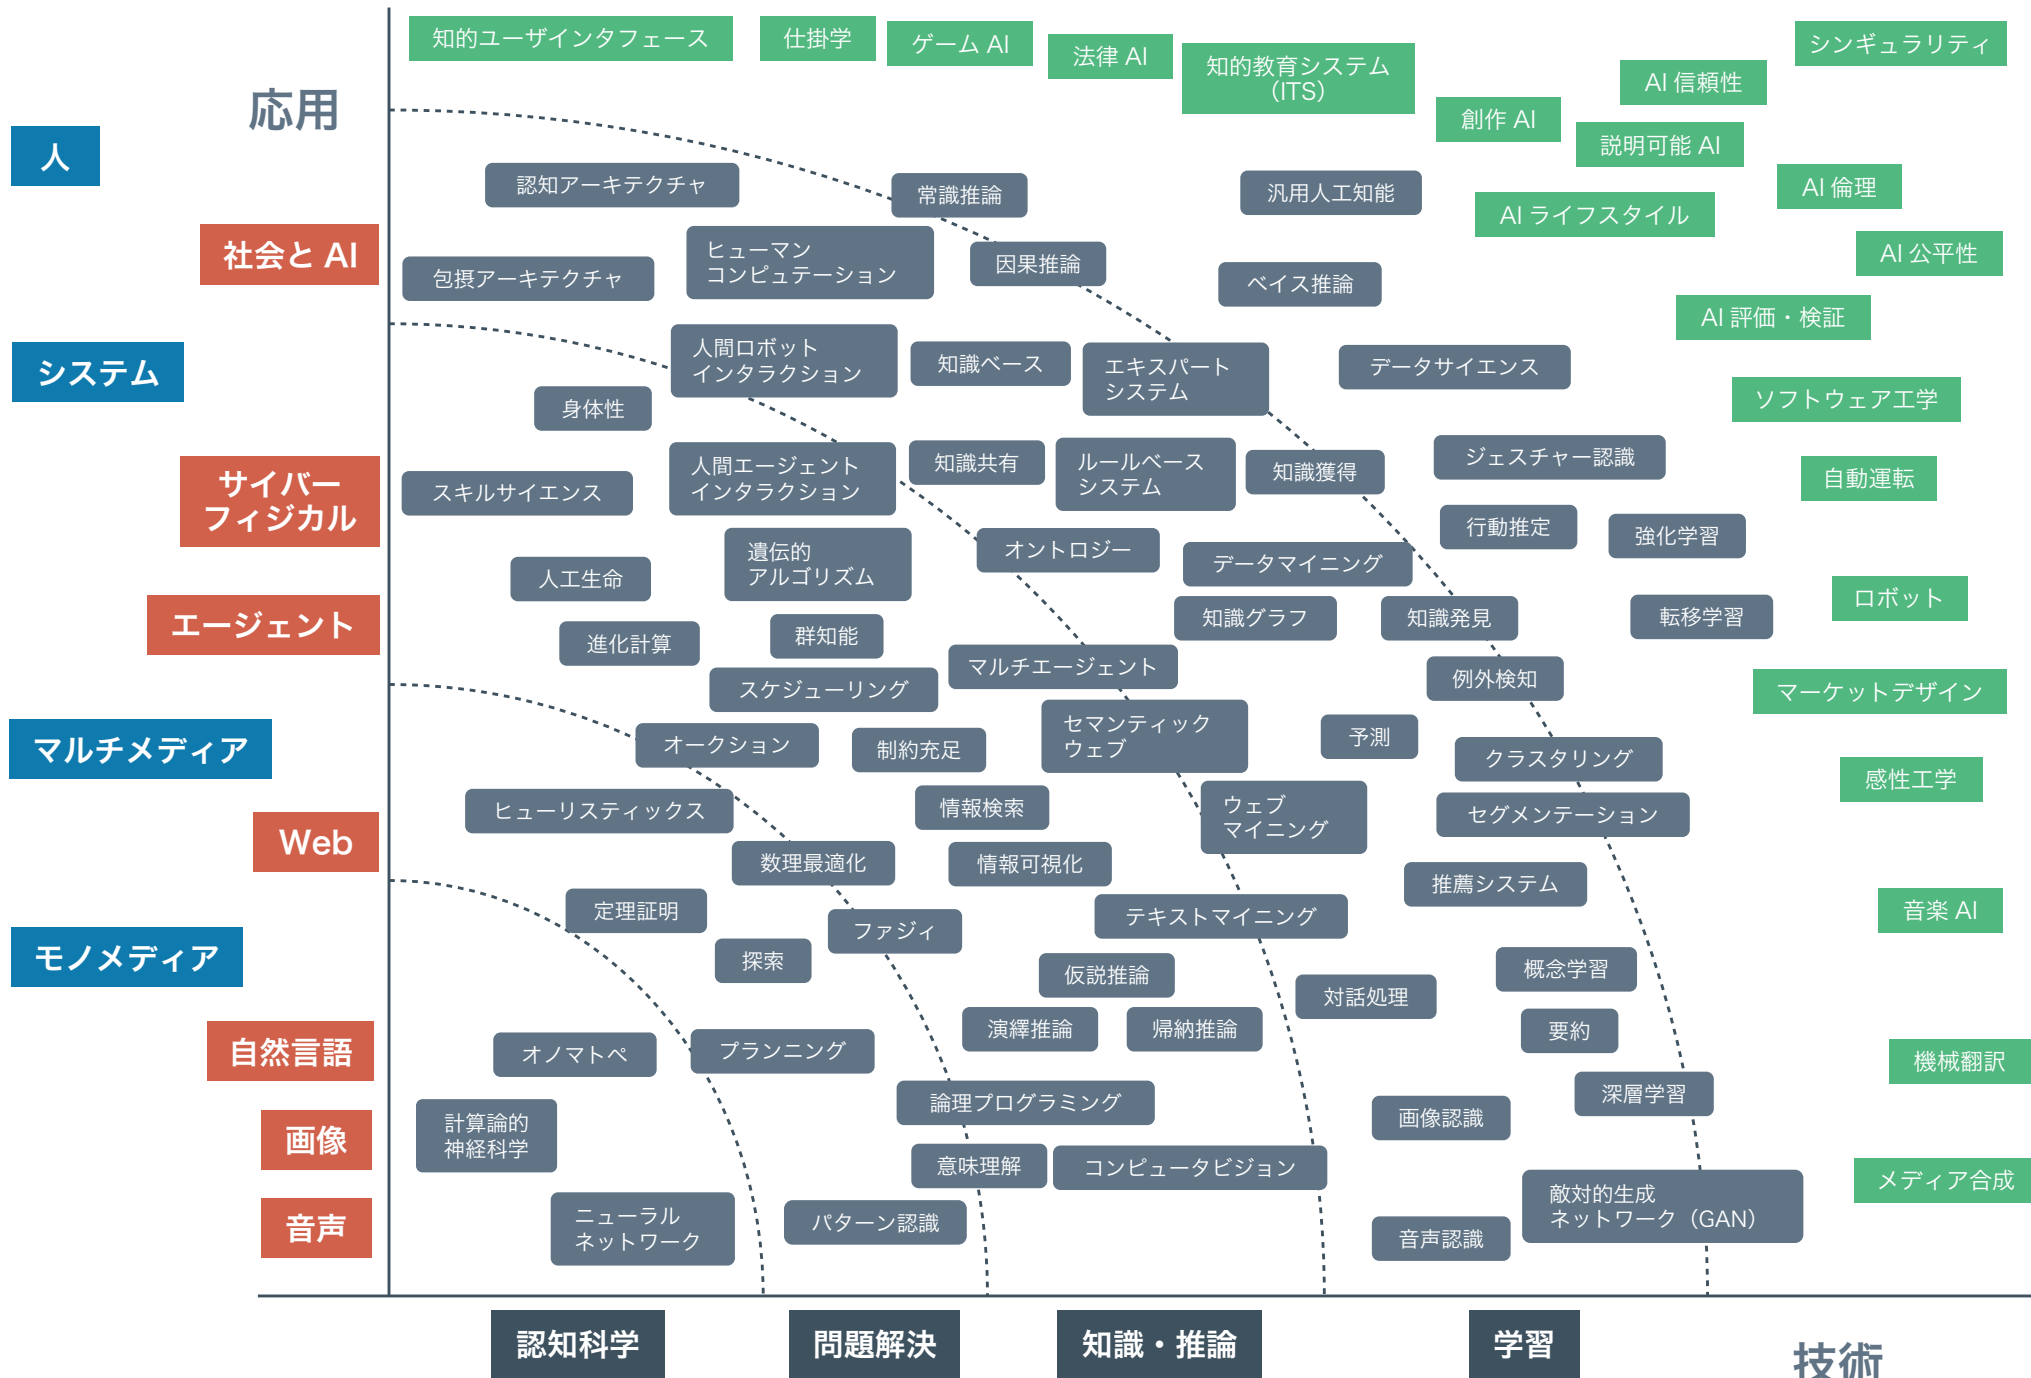 知的ユーザインタフェース
仕掛学
ゲーム AI
法律 AI
知的教育システム
（ITS）
シンギュラリティ
AI 信頼性
創作 AI
説明可能 AI
AI 倫理
AI ライフスタイル
AI 公平性
AI 評価・検証
ソフトウェア工学
自動運転
ロボット
マーケットデザイン
感性工学
音楽 AI
機械翻訳
メディア合成
応用
人
社会と AI
システム
サイバー
フィジカル
エージェント
マルチメディア
Web
モノメディア
自然言語
画像
音声
認知アーキテクチャ
常識推論
汎用人工知能
包摂アーキテクチャ
ヒューマン
コンピュテーション
因果推論
ベイス推論
人間ロボット
インタラクション
知識ベース
エキスパート
システム
データサイエンス
身体性
スキルサイエンス
人間エージェント
インタラクション
知識共有
ルールベース
システム
知識獲得
ジェスチャー認識
行動推定
強化学習
人工生命
遺伝的
アルゴリズム
オントロジー
データマイニング
進化計算
群知能
知識グラフ
知識発見
転移学習
スケジューリング
マルチエージェント
例外検知
オークション
制約充足
セマンティック
ウェブ
予測
クラスタリング
ヒューリスティックス
情報検索
ウェブ
マイニング
セグメンテーション
数理最適化
情報可視化
推薦システム
定理証明
ファジィ
テキストマイニング
探索
仮説推論
対話処理
概念学習
オノマトペ
プランニング
演繹推論
帰納推論
要約
計算論的
神経科学
論理プログラミング
画像認識
深層学習
意味理解
コンピュータビジョン
ニューラル
ネットワーク
パターン認識
音声認識
敵対的生成
ネットワーク（GAN）
認知科学
問題解決
知識・推論
学習
技術